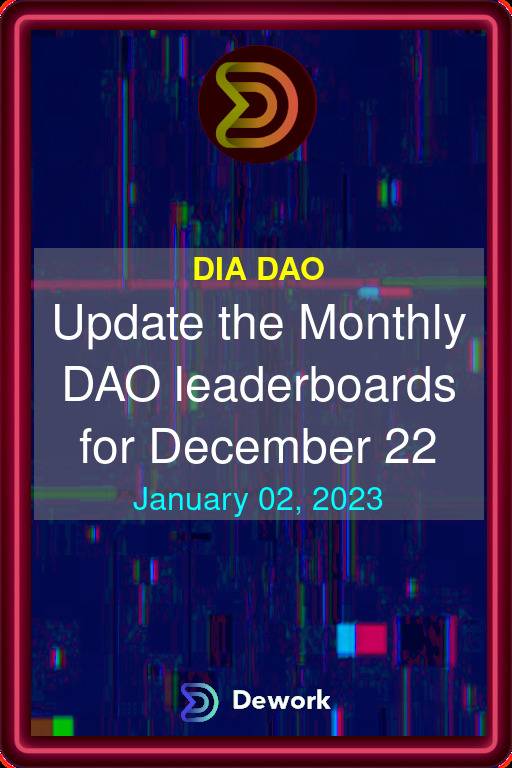 DIA DAO
Update the Monthly
DAO leaderboards
for December 22
January 02, 2023
Dework